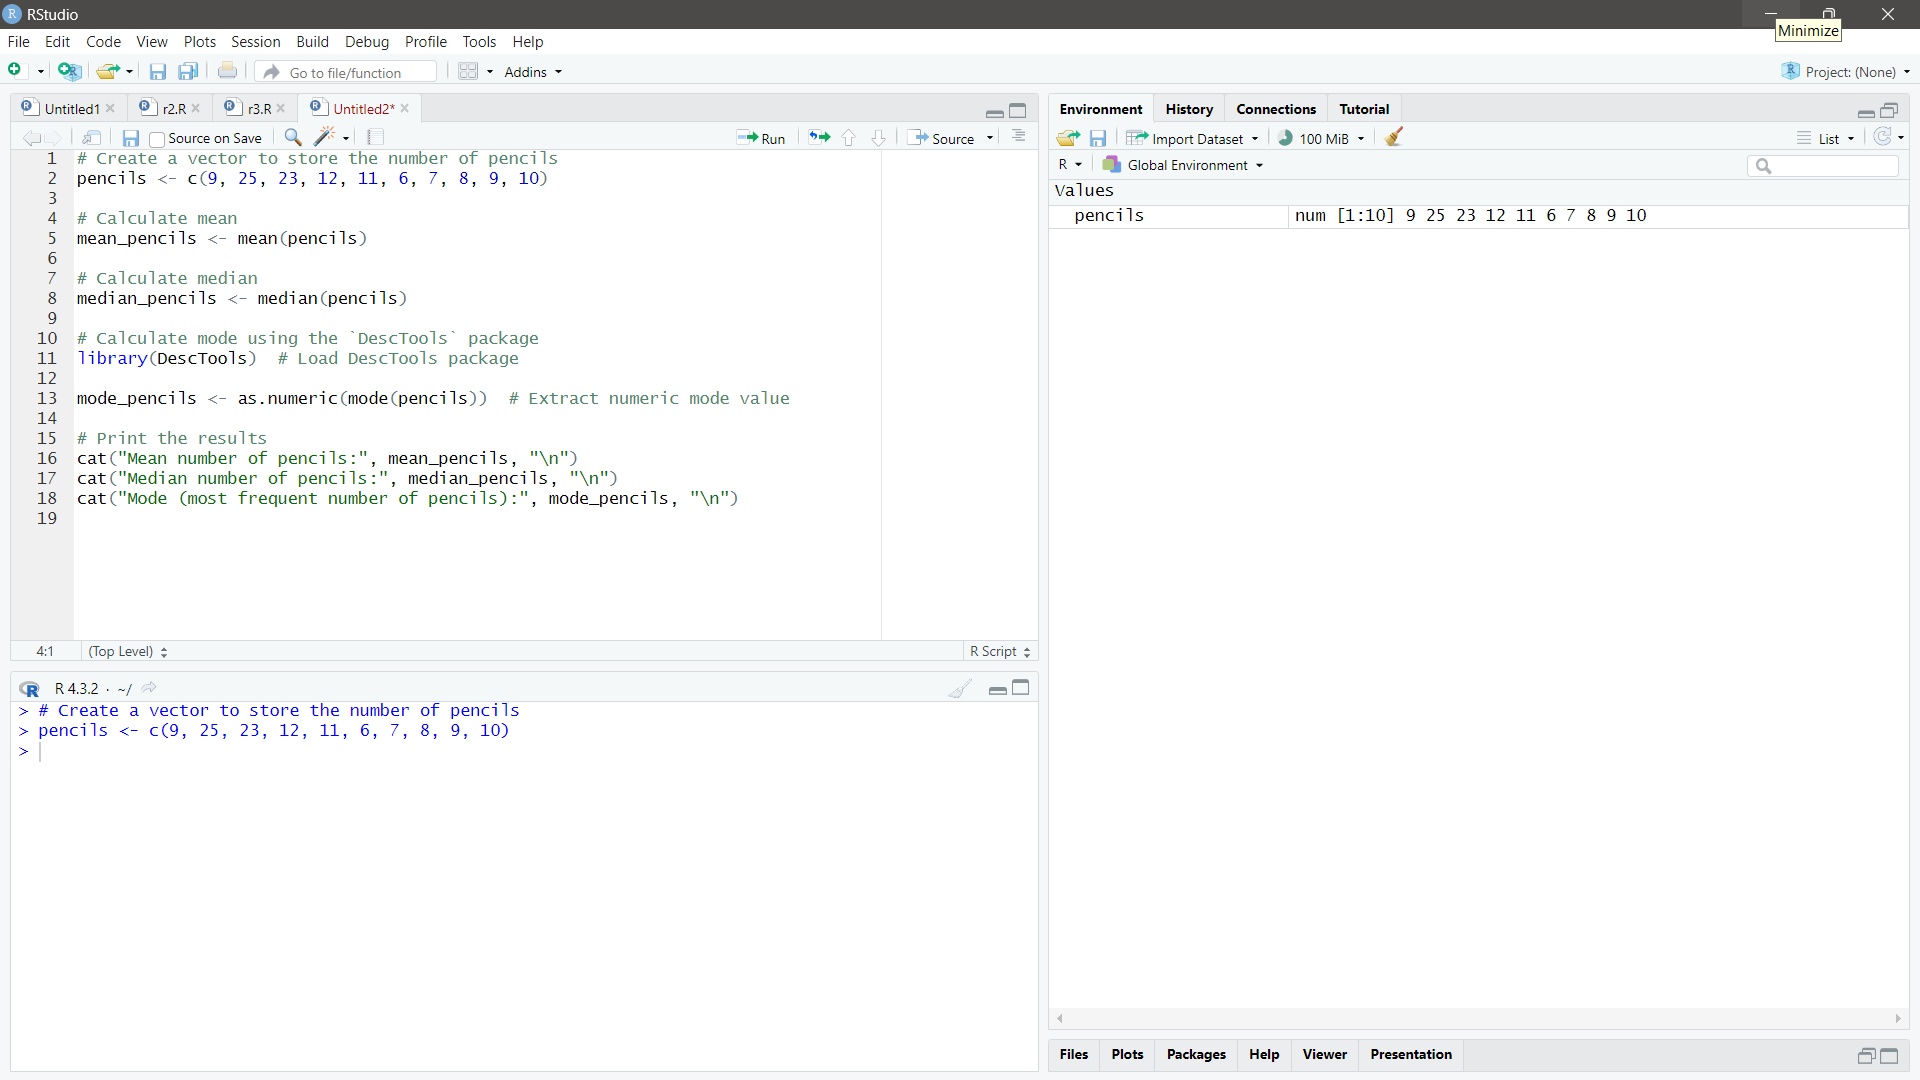 RStudio
Minimize
File Edit Code View Plots Session Build Debug Profile Tools Help
Go to file/function Addins Project: (None)
Untitled1 r2.R r3.R Untitled2*
Source on Save Run Source
1 # Create a vector to store the number of pencils
2 pencils <- c(9, 25, 23, 12, 11, 6, 7, 8, 9, 10)
3
4 # Calculate mean
5 mean_pencils <- mean(pencils)
6
7 # Calculate median
8 median_pencils <- median(pencils)
9
10 # Calculate mode using the `DescTools` package
11 library(DescTools)  # Load DescTools package
12
13 mode_pencils <- as.numeric(mode(pencils))  # Extract numeric mode value
14
15 # Print the results
16 cat("Mean number of pencils:", mean_pencils, "\n")
17 cat("Median number of pencils:", median_pencils, "\n")
18 cat("Mode (most frequent number of pencils):", mode_pencils, "\n")
19
4:1 (Top Level) R Script
R 4.3.2 · ~/
> # Create a vector to store the number of pencils
> pencils <- c(9, 25, 23, 12, 11, 6, 7, 8, 9, 10)
>
Environment History Connections Tutorial
Import Dataset 100 MiB List
R Global Environment
Values
pencils num [1:10] 9 25 23 12 11 6 7 8 9 10
Files Plots Packages Help Viewer Presentation